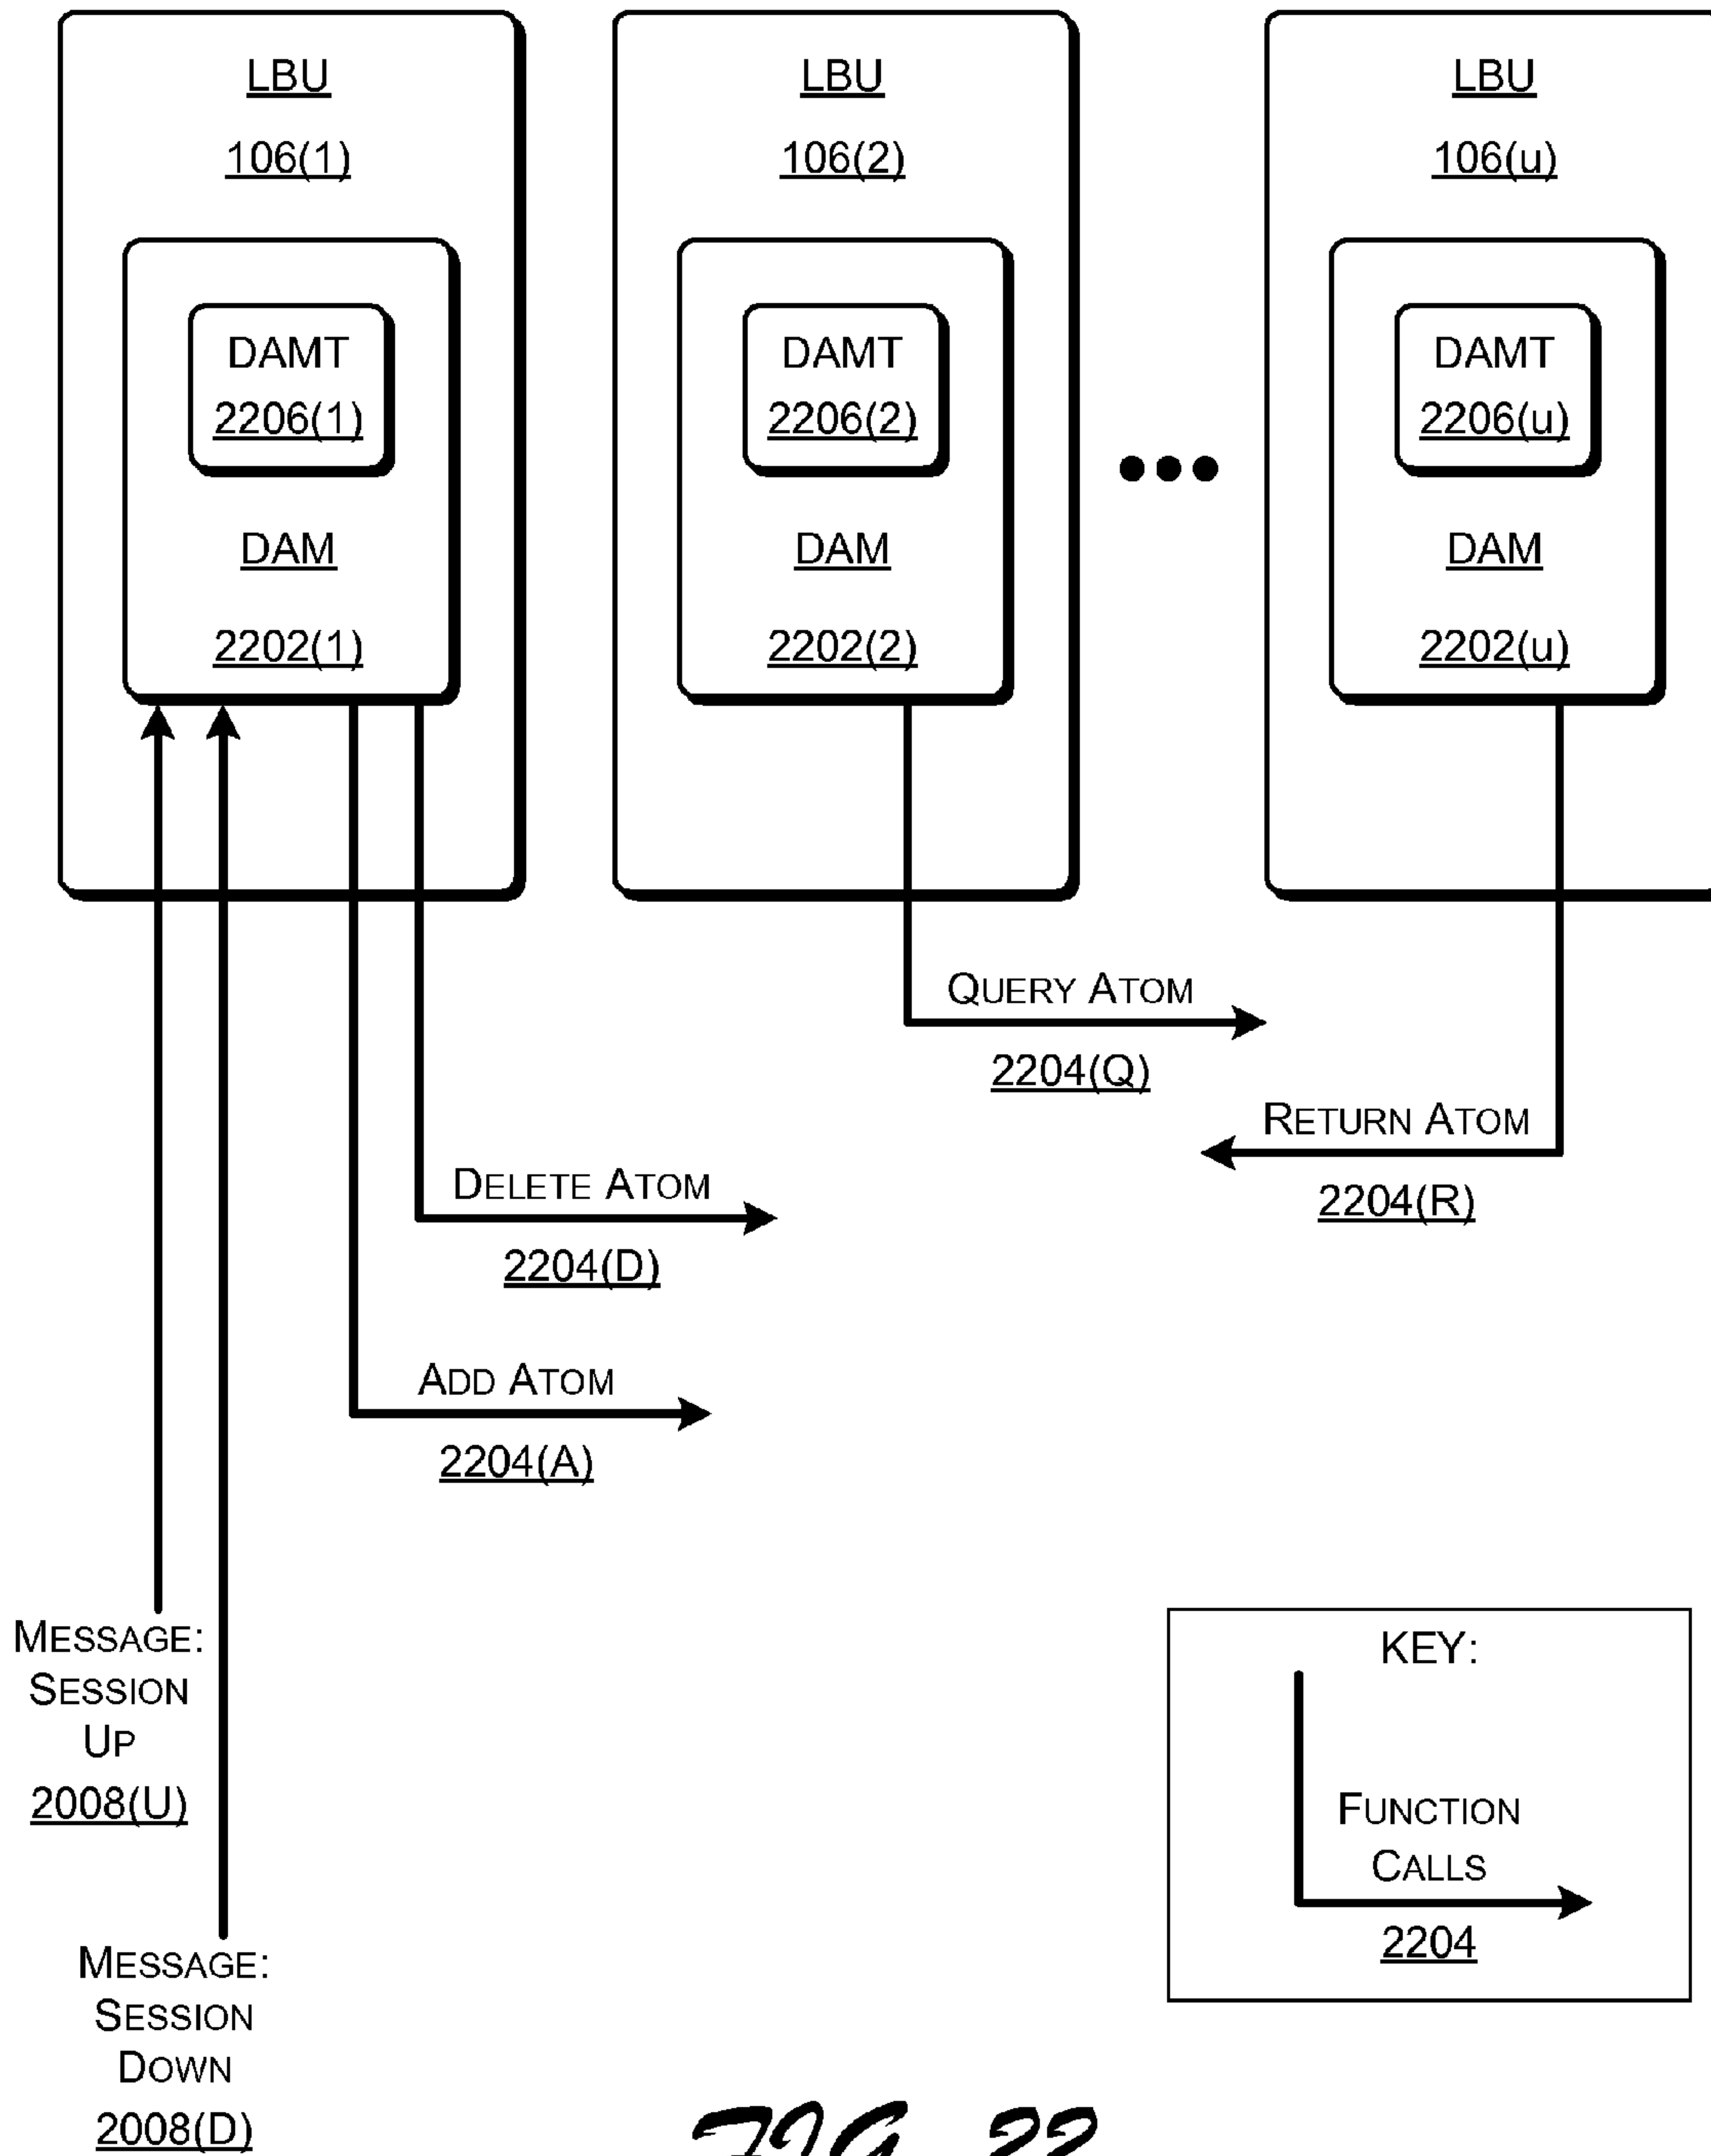 LBU
106(1)
DAMT
2206(1)
DAM
2202(1)
LBU
106(2)
DAMT
2206(2)
DAM
2202(2)
LBU
106(u)
DAMT
2206(u)
DAM
2202(u)
QUERY ATOM
2204(Q)
RETURN ATOM
2204(R)
DELETE ATOM
2204(D)
ADD ATOM
2204(A)
MESSAGE:
SESSION
UP
2008(U)
MESSAGE:
SESSION
DOWN
2008(D)
KEY:
FUNCTION
CALLS
2204
FIG. 22